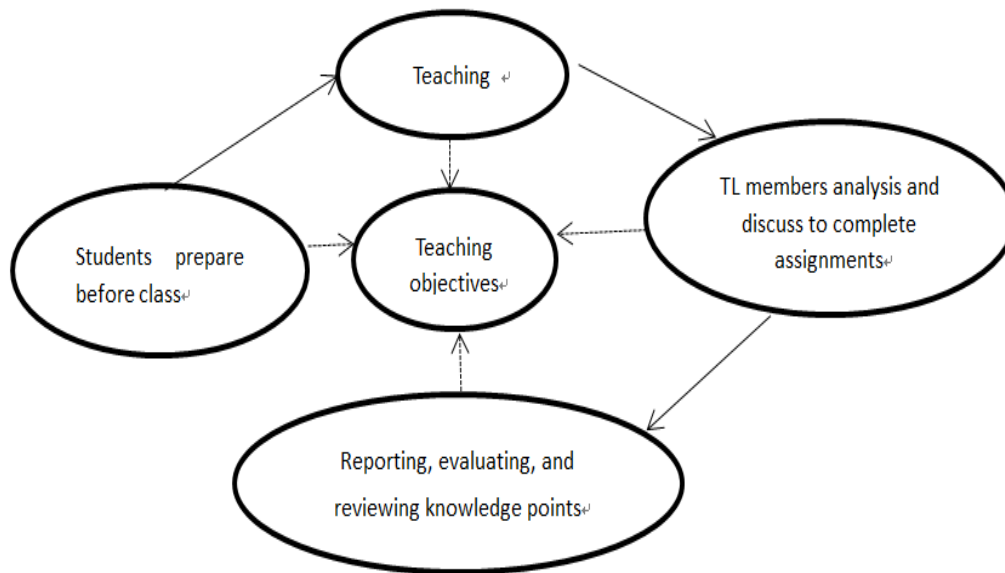 Teaching
TL members analysis and
discuss to complete
assignments
Students prepare
before class
Teaching
objectives
Reporting, evaluating, and
reviewing knowledge points